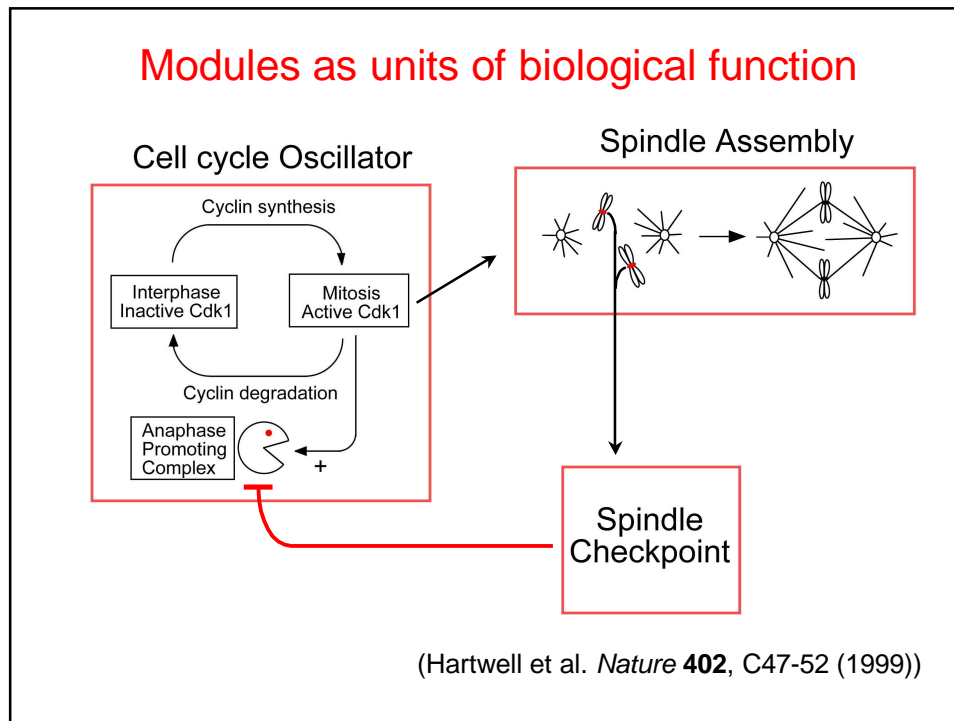 Modules as units of biological function
Cell cycle Oscillator
Cyclin synthesis
Interphase
Inactive Cdk1
Mitosis
Active Cdk1
Cyclin degradation
Anaphase
Promoting
Complex
+
Spindle Assembly
Spindle
Checkpoint
(Hartwell et al. Nature 402, C47-52 (1999))